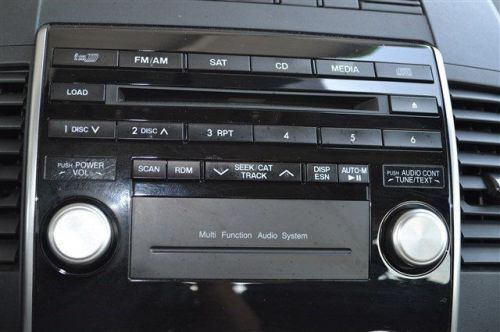 FM/AM SAT CD MEDIA
LOAD
1 DISC ∨ 2 DISC ∧ 3 RPT 4 5 6
PUSH POWER
VOL
SCAN RDM
SEEK/CAT
TRACK
DISP
ESN
AUTO-M
PUSH AUDIO CONT
TUNE/TEXT
Multi Function Audio System